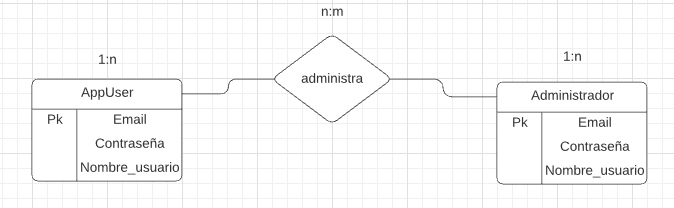 n:m
1:n
1:n
administra
AppUser
Pk Email
Contraseña
Nombre_usuario
Administrador
Pk Email
Contraseña
Nombre_usuario